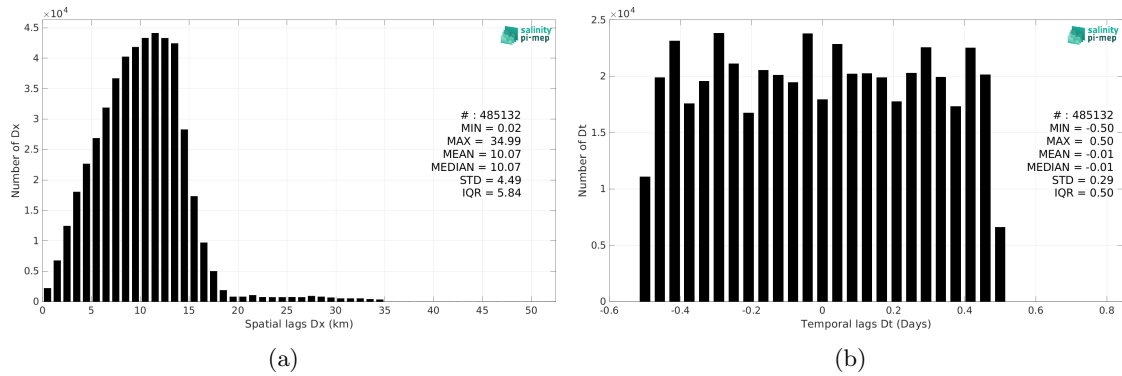 ×10⁴
4.5
4
3.5
3
2.5
2
1.5
1
0.5
0
Number of Dx
salinity
pi-mep
# : 485132
MIN = 0.02
MAX = 34.99
MEAN = 10.07
MEDIAN = 10.07
STD = 4.49
IQR = 5.84
0 5 10 15 20 25 30 35 40 45 50
Spatial lags Dx (km)
(a)
×10⁴
2.5
2
1.5
1
0.5
0
Number of Dt
salinity
pi-mep
# : 485132
MIN = -0.50
MAX = 0.50
MEAN = -0.01
MEDIAN = -0.01
STD = 0.29
IQR = 0.50
-0.6 -0.4 -0.2 0 0.2 0.4 0.6 0.8
Temporal lags Dt (Days)
(b)